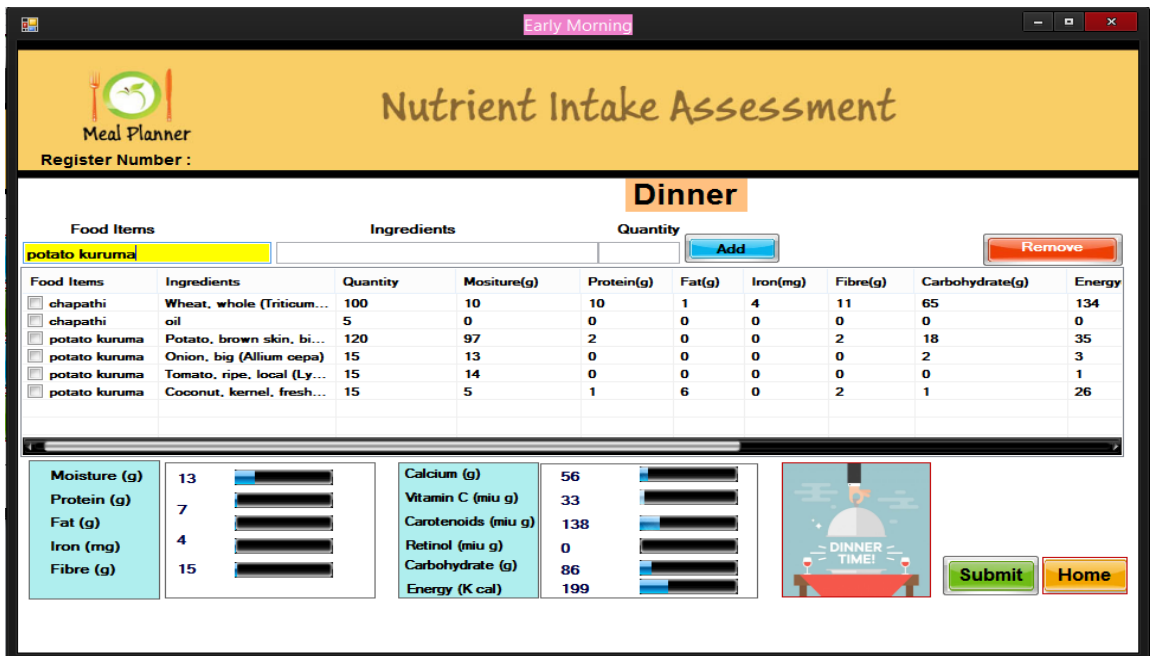 Early Morning
Nutrient Intake Assessment
Meal Planner
Register Number :
Dinner
Food Items Ingredients Quantity
potato kuruma Add Remove
Food Items Ingredients Quantity Mositure(g) Protein(g) Fat(g) Iron(mg) Fibre(g) Carbohydrate(g) Energy
chapathi Wheat, whole (Triticum... 100 10 10 1 4 11 65 134
chapathi oil 5 0 0 0 0 0 0 0
potato kuruma Potato, brown skin, bi... 120 97 2 0 0 2 18 35
potato kuruma Onion, big (Allium cepa) 15 13 0 0 0 0 2 3
potato kuruma Tomato, ripe, local (Ly... 15 14 0 0 0 0 0 1
potato kuruma Coconut, kernel, fresh... 15 5 1 6 0 2 1 26
Moisture (g) 13
Protein (g) 7
Fat (g)
Iron (mg) 4
Fibre (g) 15
Calcium (g) 56
Vitamin C (miu g) 33
Carotenoids (miu g) 138
Retinol (miu g) 0
Carbohydrate (g) 86
Energy (K cal) 199
DINNER
TIME!
Submit Home